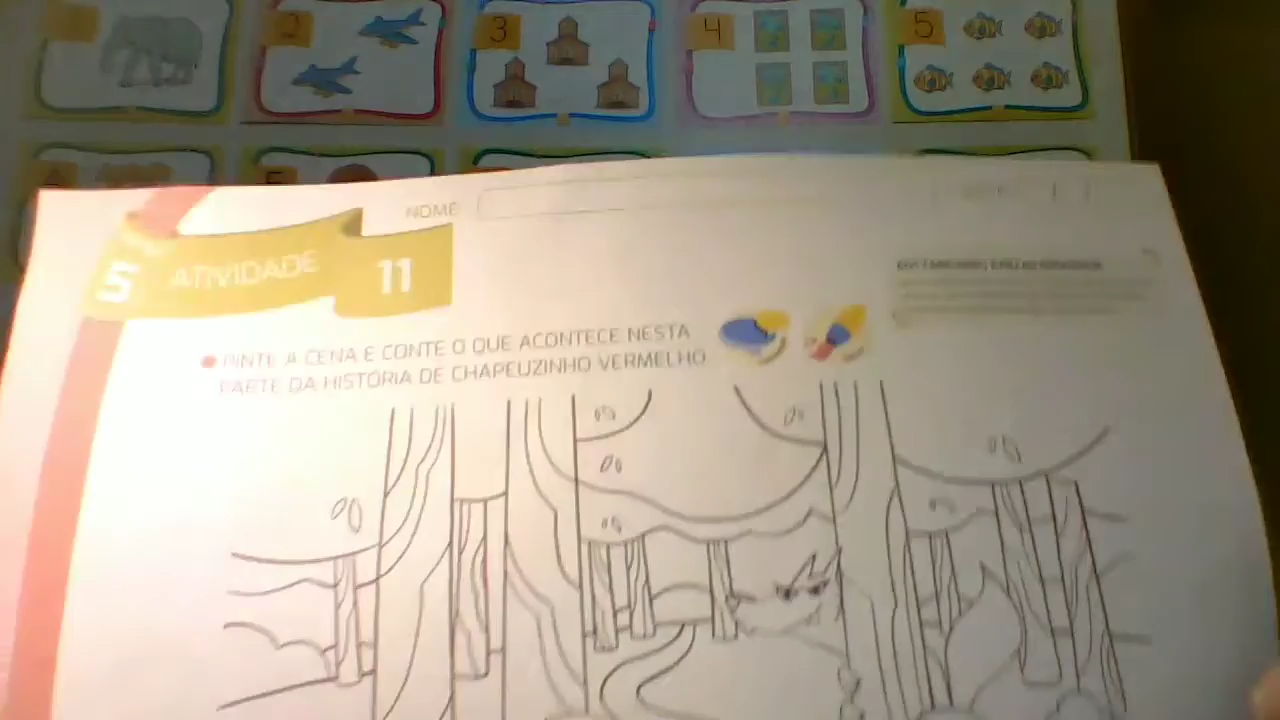 2
3
4
5
NOME
5 ATIVIDADE 11
PINTE A CENA E CONTE O QUE ACONTECE NESTA
PARTE DA HISTÓRIA DE CHAPEUZINHO VERMELHO